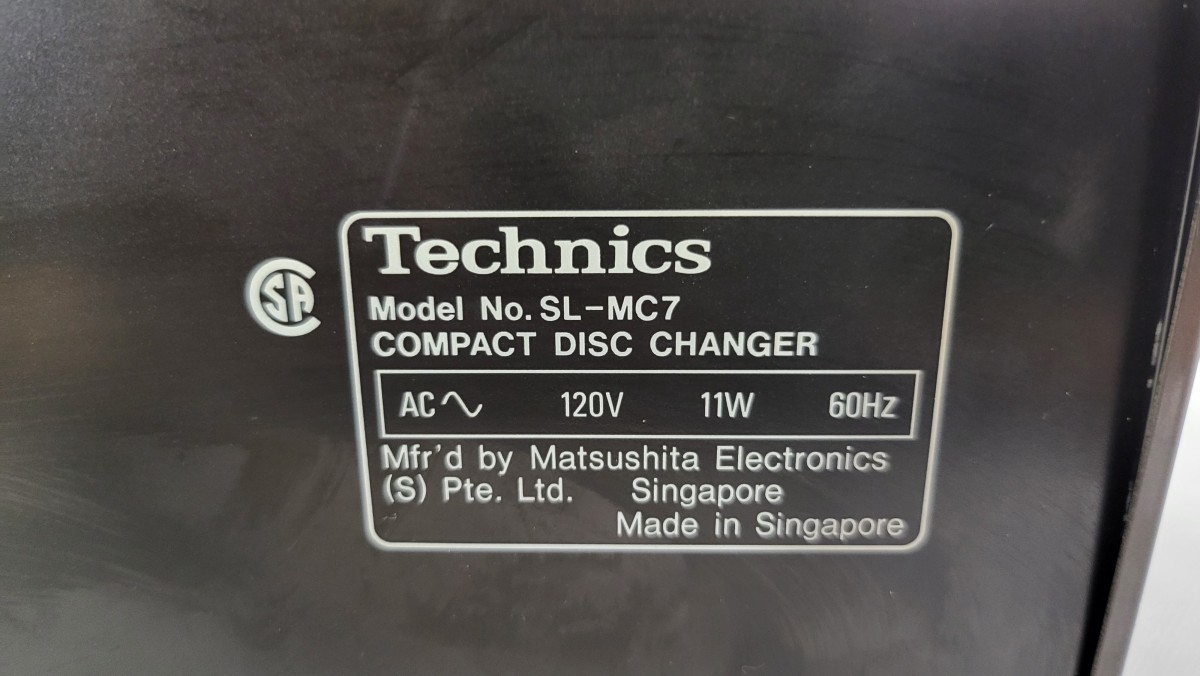 Technics
CSA
Model No. SL-MC7
COMPACT DISC CHANGER
AC 120V 11W 60Hz
Mfr'd by Matsushita Electronics
(S) Pte. Ltd. Singapore
Made in Singapore